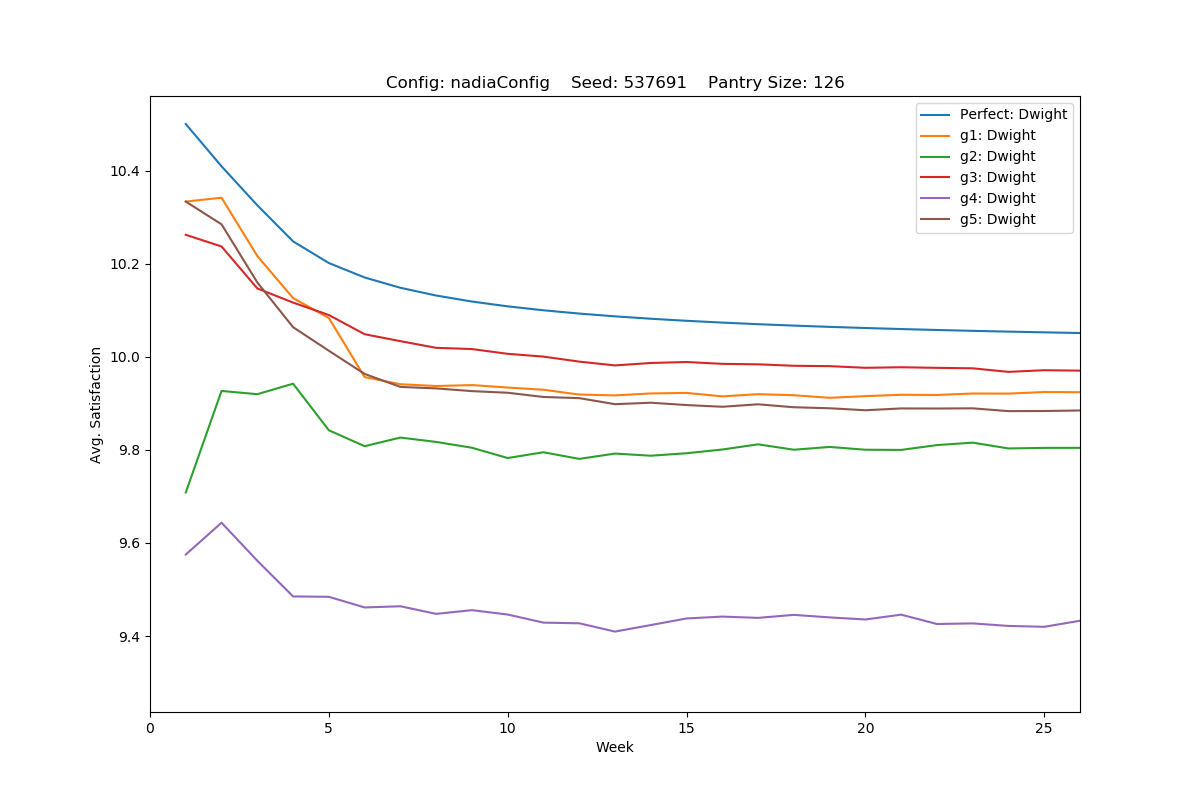 Config: nadiaConfig    Seed: 537691    Pantry Size: 126
Perfect: Dwight
g1: Dwight
g2: Dwight
g3: Dwight
g4: Dwight
g5: Dwight
10.4
10.2
10.0
9.8
9.6
9.4
Avg. Satisfaction
0 5 10 15 20 25
Week